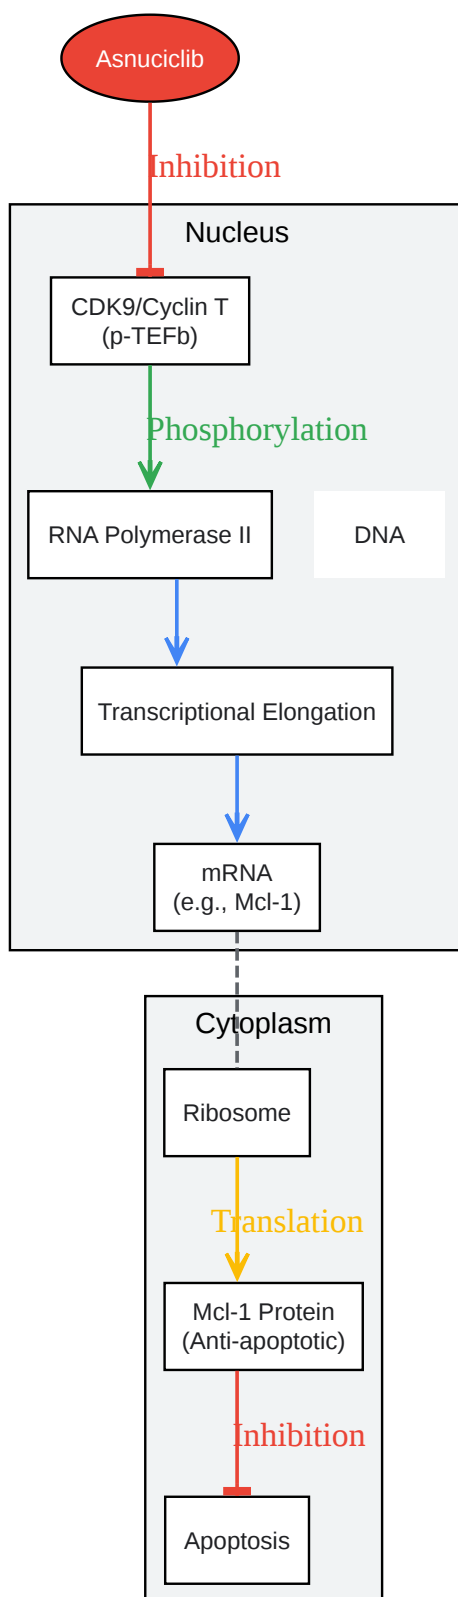 Asnuciclib
Inhibition
Nucleus
CDK9/Cyclin T
(p-TEFb)
Phosphorylation
RNA Polymerase II
DNA
Transcriptional Elongation
mRNA
(e.g., Mcl-1)
Cytoplasm
Ribosome
Translation
Mcl-1 Protein
(Anti-apoptotic)
Inhibition
Apoptosis